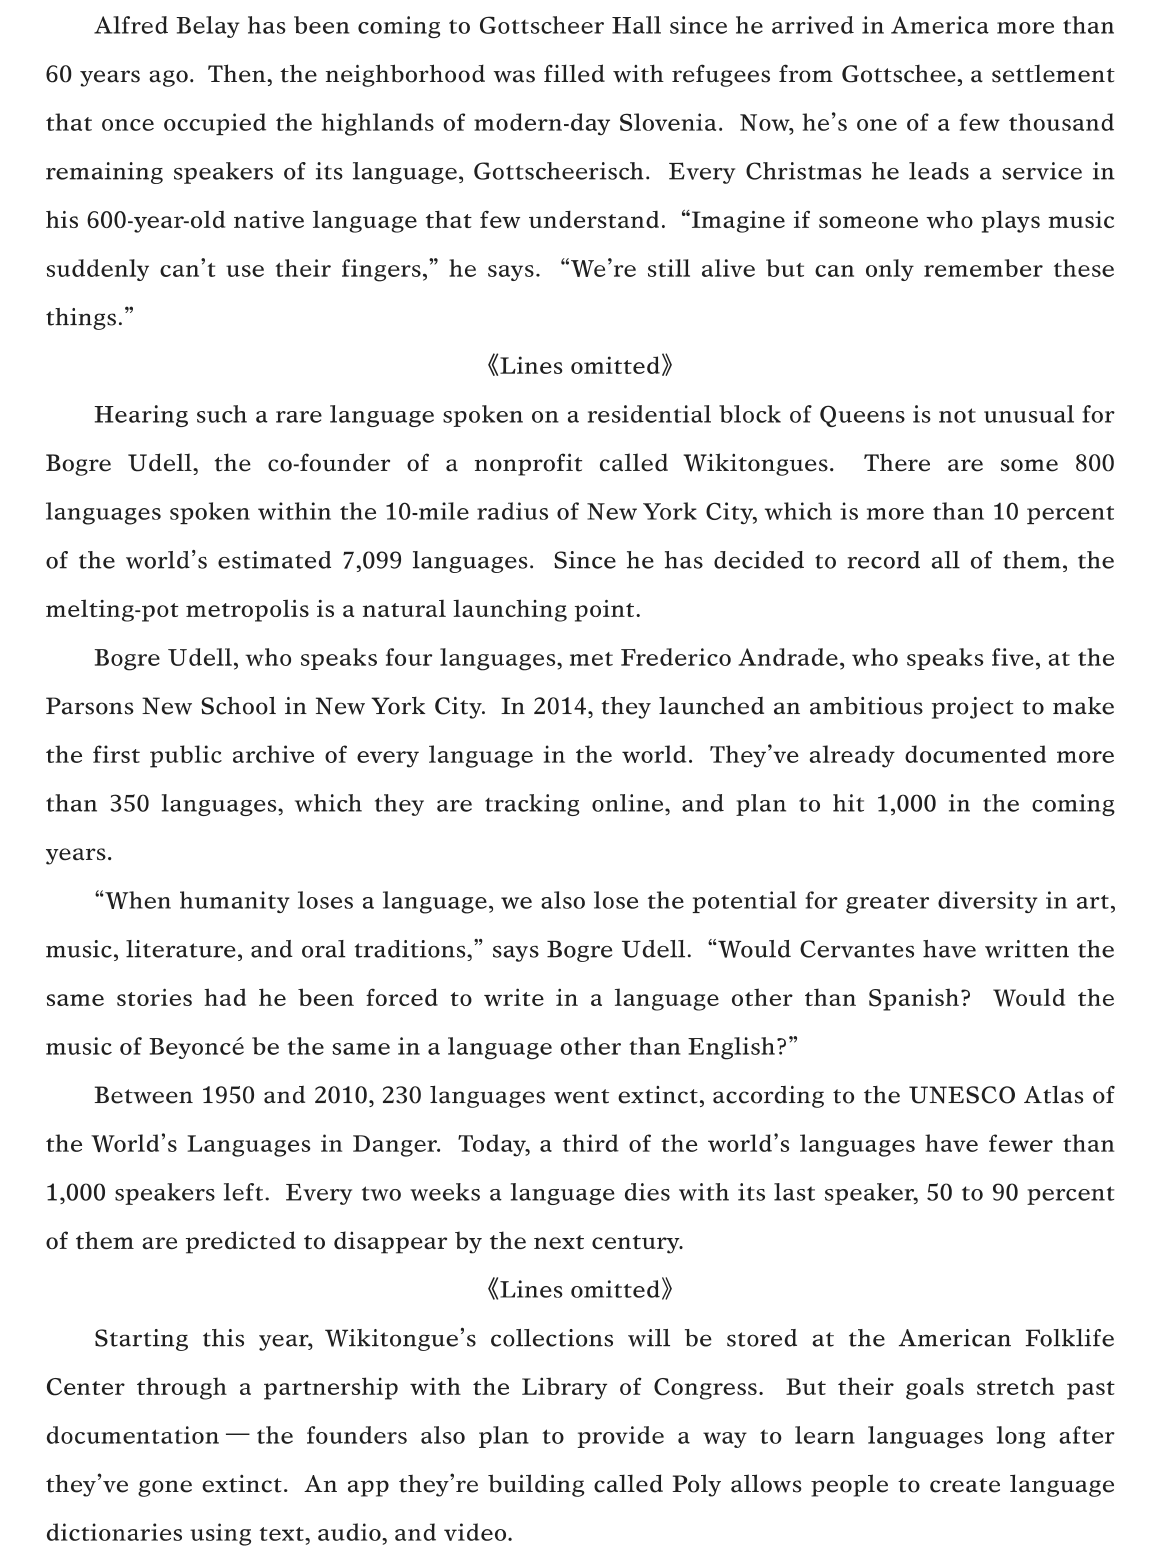 Alfred Belay has been coming to Gottscheer Hall since he arrived in America more than
60 years ago. Then, the neighborhood was filled with refugees from Gottschee, a settlement
that once occupied the highlands of modern-day Slovenia. Now, he’s one of a few thousand
remaining speakers of its language, Gottscheerisch. Every Christmas he leads a service in
his 600-year-old native language that few understand. “Imagine if someone who plays music
suddenly can’t use their fingers,” he says. “We’re still alive but can only remember these
things.”
《Lines omitted》
Hearing such a rare language spoken on a residential block of Queens is not unusual for
Bogre Udell, the co-founder of a nonprofit called Wikitongues. There are some 800
languages spoken within the 10-mile radius of New York City, which is more than 10 percent
of the world’s estimated 7,099 languages. Since he has decided to record all of them, the
melting-pot metropolis is a natural launching point.
Bogre Udell, who speaks four languages, met Frederico Andrade, who speaks five, at the
Parsons New School in New York City. In 2014, they launched an ambitious project to make
the first public archive of every language in the world. They’ve already documented more
than 350 languages, which they are tracking online, and plan to hit 1,000 in the coming
years.
“When humanity loses a language, we also lose the potential for greater diversity in art,
music, literature, and oral traditions,” says Bogre Udell. “Would Cervantes have written the
same stories had he been forced to write in a language other than Spanish? Would the
music of Beyoncé be the same in a language other than English?”
Between 1950 and 2010, 230 languages went extinct, according to the UNESCO Atlas of
the World’s Languages in Danger. Today, a third of the world’s languages have fewer than
1,000 speakers left. Every two weeks a language dies with its last speaker, 50 to 90 percent
of them are predicted to disappear by the next century.
《Lines omitted》
Starting this year, Wikitongue’s collections will be stored at the American Folklife
Center through a partnership with the Library of Congress. But their goals stretch past
documentation — the founders also plan to provide a way to learn languages long after
they’ve gone extinct. An app they’re building called Poly allows people to create language
dictionaries using text, audio, and video.